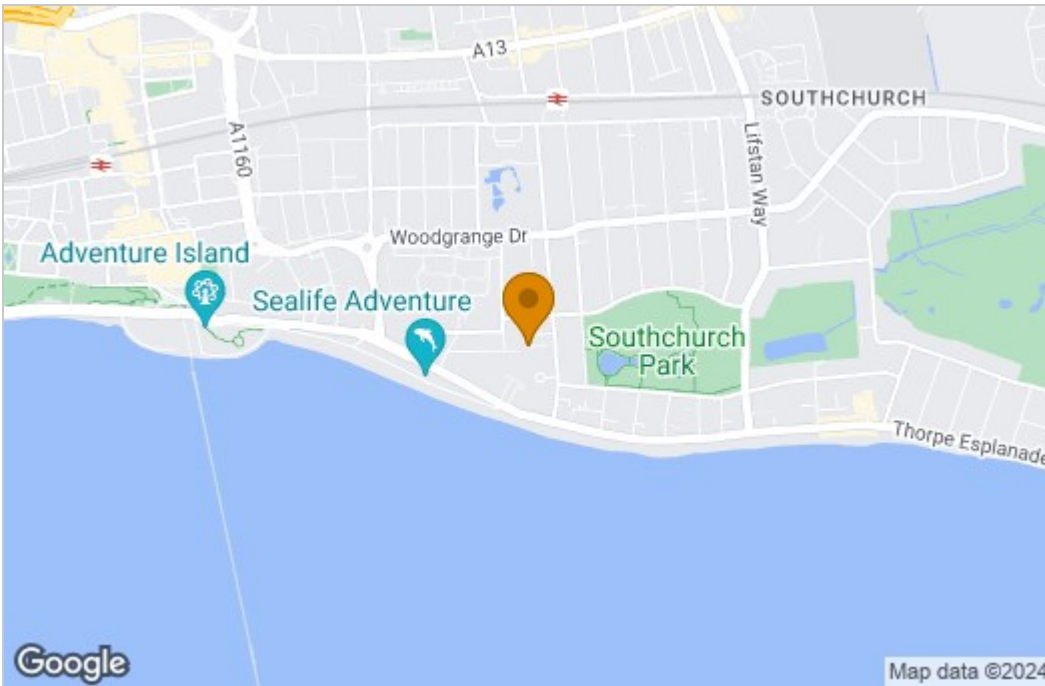 A13
SOUTHCHURCH
A1160
Lifstan Way
Woodgrange Dr
Adventure Island
Sealife Adventure
Southchurch
Park
Thorpe Esplanade
Google
Map data ©2024